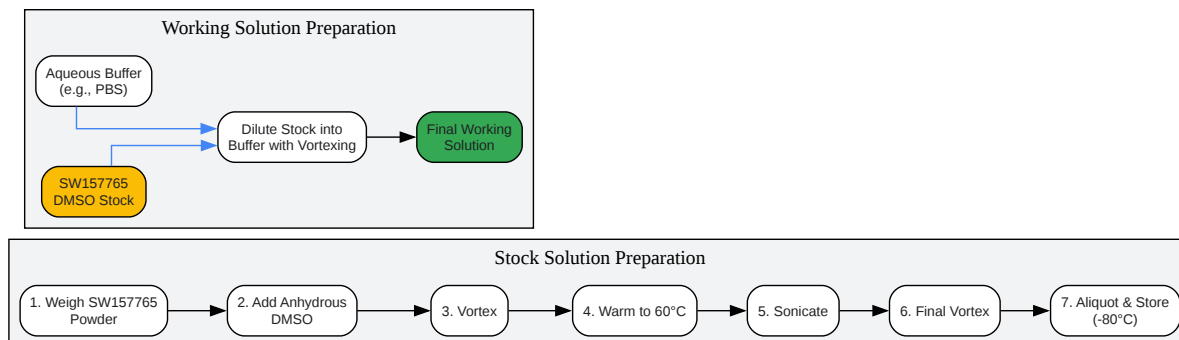 Working Solution Preparation
Aqueous Buffer
(e.g., PBS)
Dilute Stock into
Buffer with Vortexing
Final Working
Solution
SW157765
DMSO Stock
Stock Solution Preparation
1. Weigh SW157765
Powder
2. Add Anhydrous
DMSO
3. Vortex
4. Warm to 60°C
5. Sonicate
6. Final Vortex
7. Aliquot & Store
(-80°C)